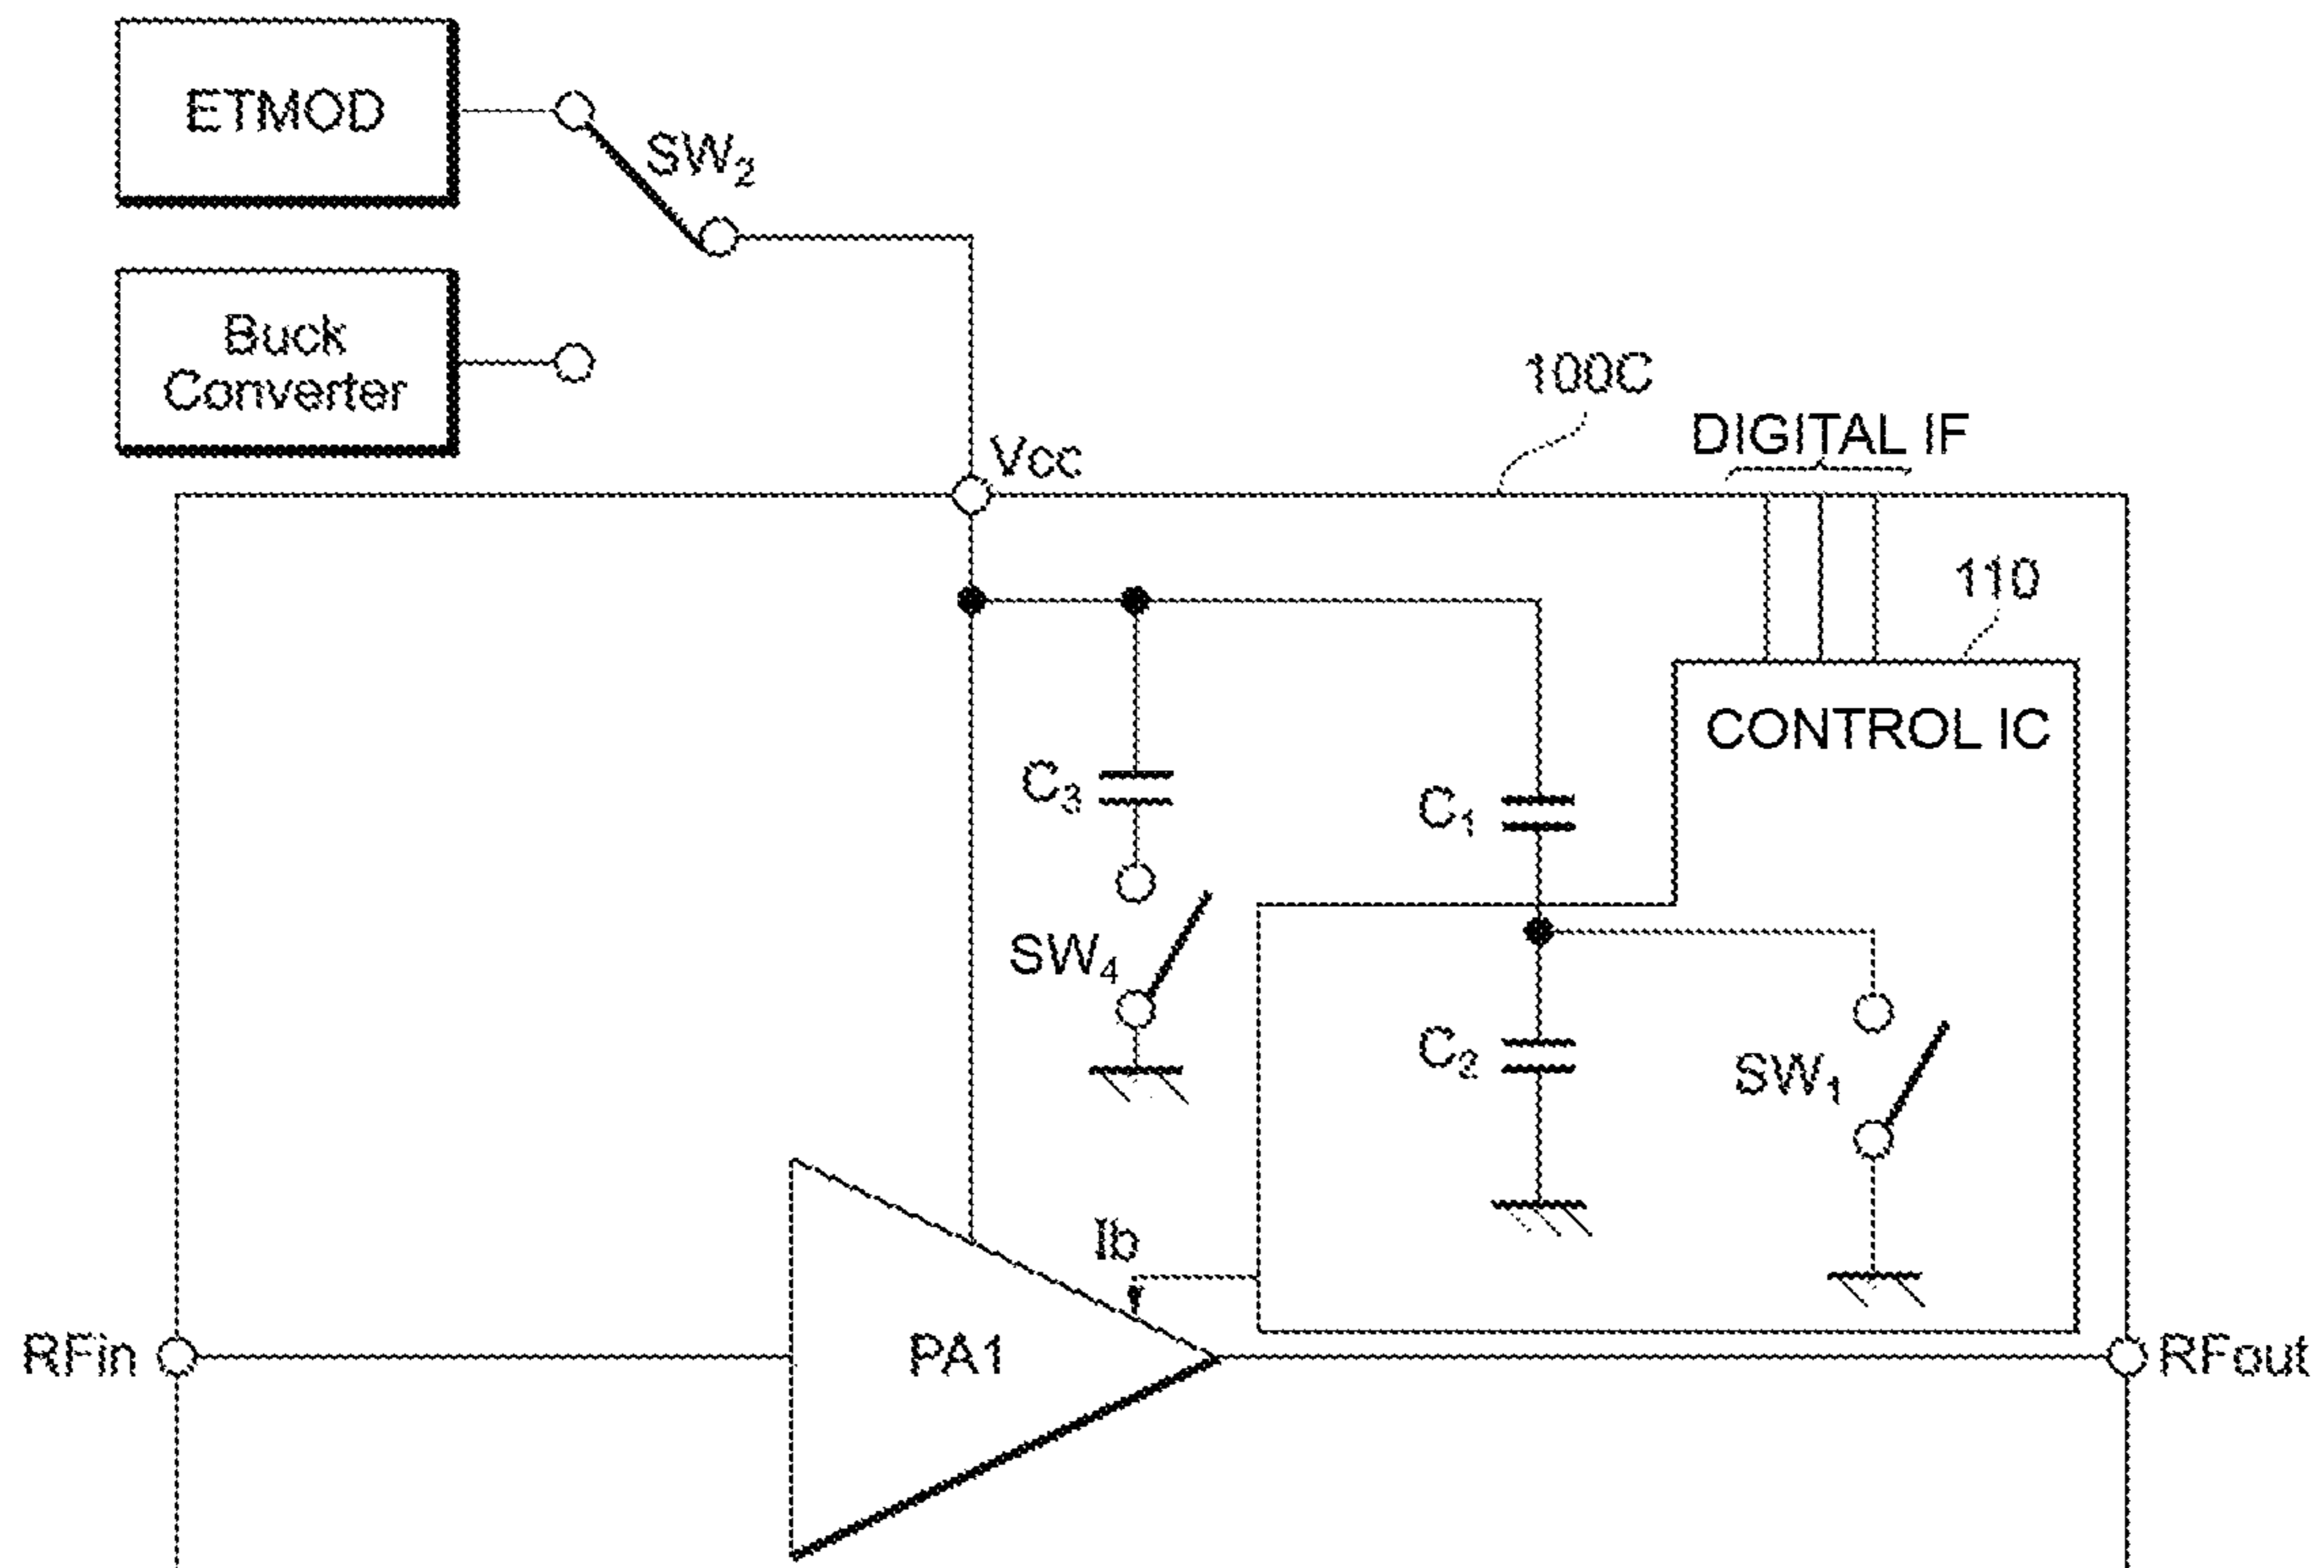 ETMOD
SW₂
Buck
Converter
100C
DIGITAL IF
Vcc
110
CONTROL IC
C₃
C₁
SW₄
C₂
SW₁
Ib
RFin
PA1
RFout